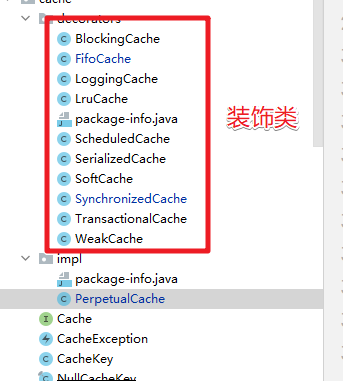 cache
decorators
BlockingCache
FifoCache
LoggingCache
LruCache
package-info.java
ScheduledCache
SerializedCache
SoftCache
SynchronizedCache
TransactionalCache
WeakCache
装饰类
impl
package-info.java
PerpetualCache
Cache
CacheException
CacheKey
NullCacheKey